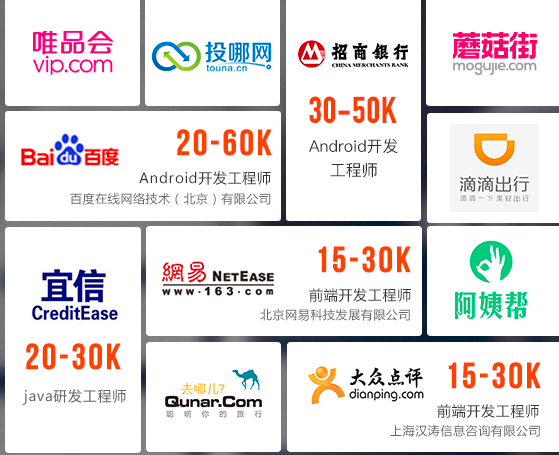 唯品会
vip.com
投哪网
touna.cn
招商銀行
CHINA MERCHANTS BANK
30-50K
Android开发
工程师
蘑菇街
mogujie.com
Bai du 百度
20-60K
Android开发工程师
百度在线网络技术（北京）有限公司
滴滴出行
滴滴一下 美好出行
宜信
CreditEase
20-30K
java研发工程师
網易 NETEASE
www.163.com
15-30K
前端开发工程师
北京网易科技发展有限公司
阿姨帮
去哪儿?
Qunar.Com
聪明你的旅行
大众点评
dianping.com
15-30K
前端开发工程师
上海汉涛信息咨询有限公司